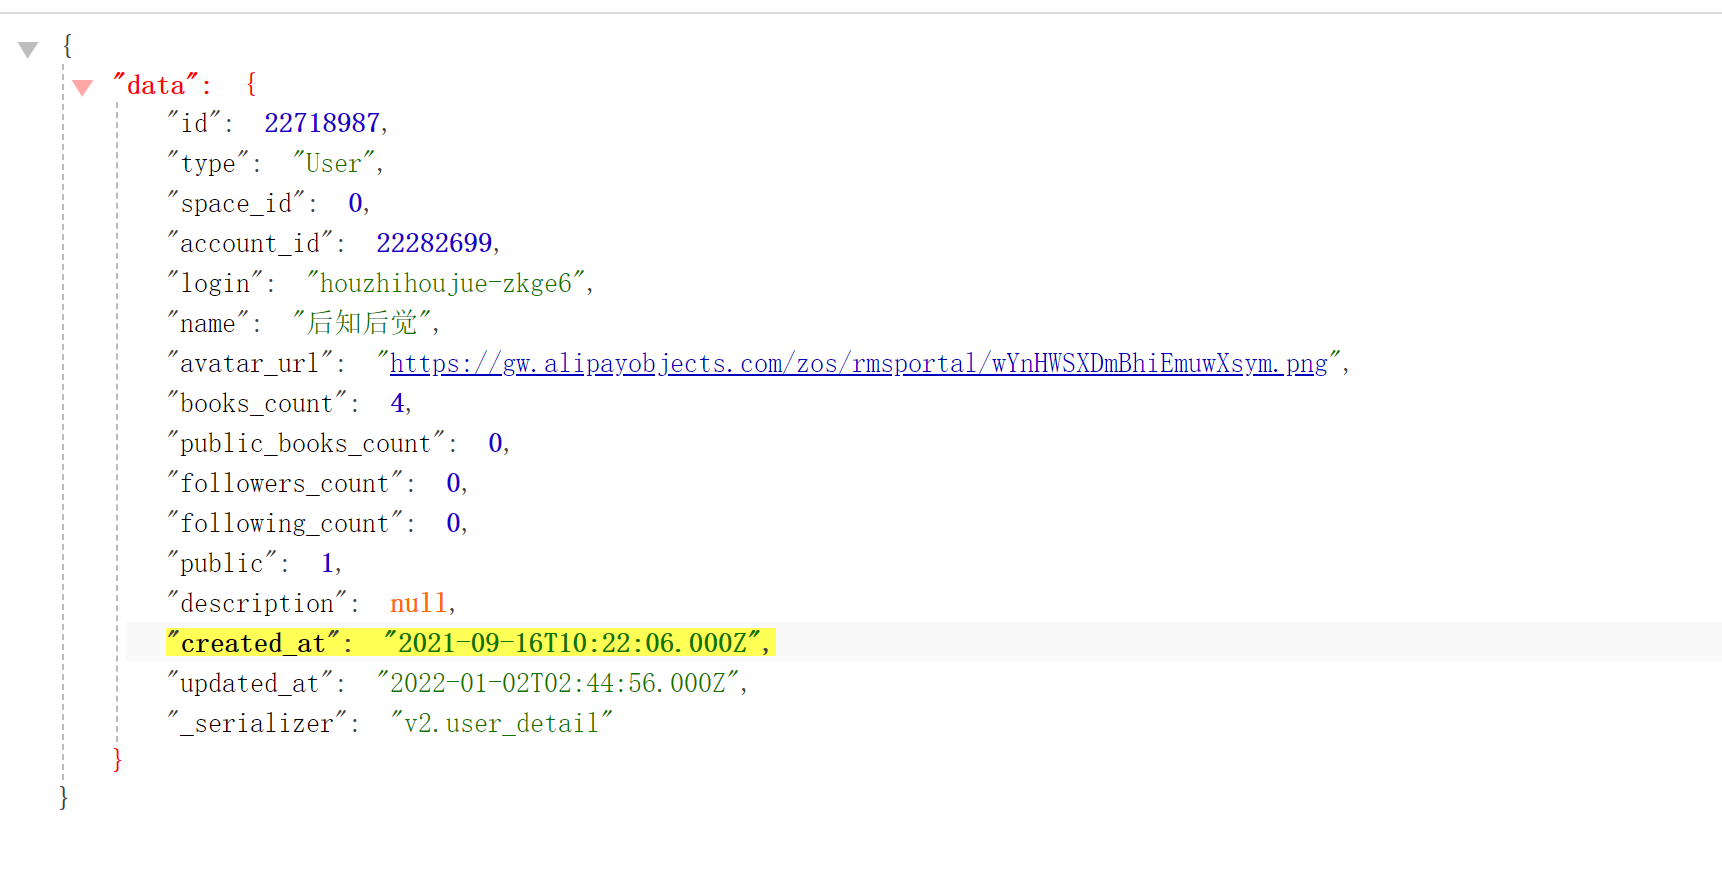 {
"data": {
"id": 22718987,
"type": "User",
"space_id": 0,
"account_id": 22282699,
"login": "houzhihoujue-zkge6",
"name": "后知后觉",
"avatar_url": "https://gw.alipayobjects.com/zos/rmsportal/wYnHWSXDmBhiEmuwXsym.png",
"books_count": 4,
"public_books_count": 0,
"followers_count": 0,
"following_count": 0,
"public": 1,
"description": null,
"created_at": "2021-09-16T10:22:06.000Z",
"updated_at": "2022-01-02T02:44:56.000Z",
"_serializer": "v2.user_detail"
}
}